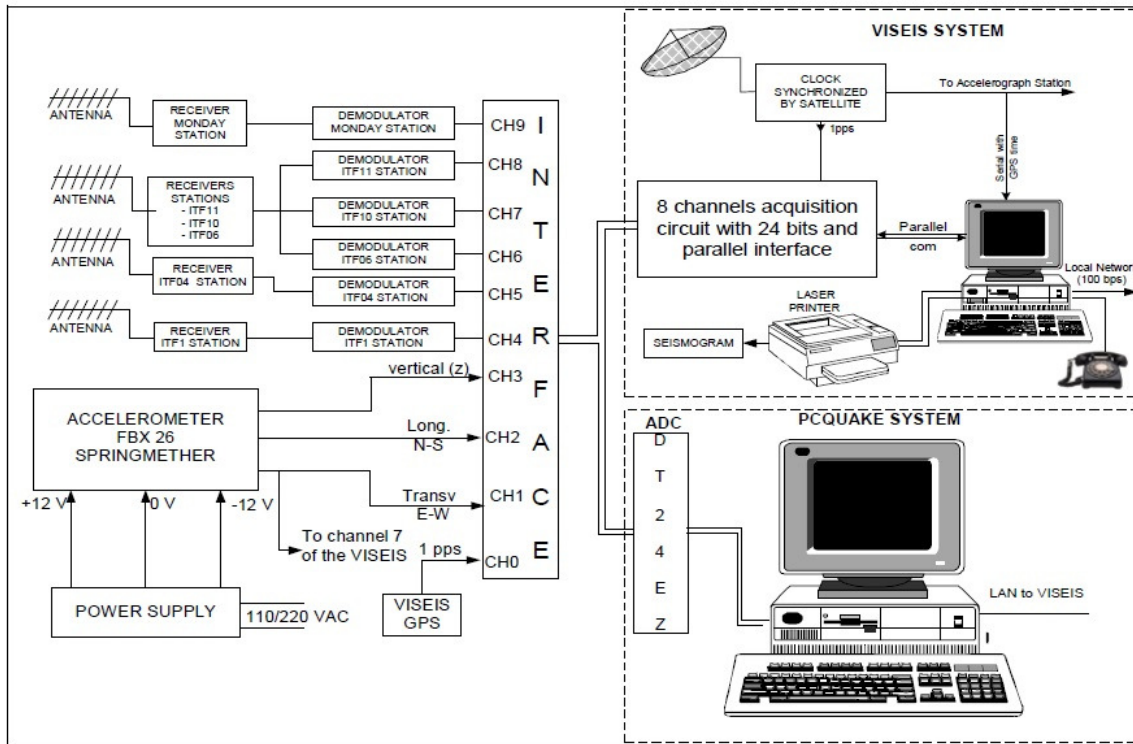 VISEIS SYSTEM
CLOCK
SYNCHRONIZED
BY SATELLITE
To Accelerograph Station
1pps
Serial with
GPS time
8 channels acquisition
circuit with 24 bits and
parallel interface
Parallel
com
Local Network
(100 bps)
LASER
PRINTER
SEISMOGRAM
ANTENNA
RECEIVER
MONDAY
STATION
DEMODULATOR
MONDAY STATION
CH9
ANTENNA
RECEIVERS
STATIONS
- ITF11
- ITF10
- ITF06
DEMODULATOR
ITF11 STATION
CH8
DEMODULATOR
ITF10 STATION
CH7
DEMODULATOR
ITF06 STATION
CH6
ANTENNA
RECEIVER
ITF04 STATION
DEMODULATOR
ITF04 STATION
CH5
ANTENNA
RECEIVER
ITF1 STATION
DEMODULATOR
ITF1 STATION
CH4
vertical (z)
CH3
ACCELEROMETER
FBX 26
SPRINGMETHER
Long.
N-S
CH2
Transv
E-W
CH1
+12 V
0 V
-12 V
To channel 7
of the VISEIS
1 pps
CH0
POWER SUPPLY
110/220 VAC
VISEIS
GPS
I
N
T
E
R
F
A
C
E
PCQUAKE SYSTEM
ADC
D
T
2
4
E
Z
LAN to VISEIS
I